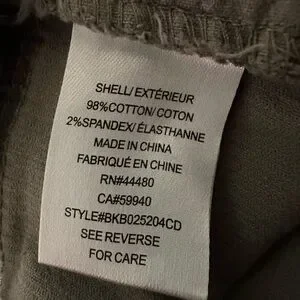 SHELL/ EXTÉRIEUR
98%COTTON/ COTON
2%SPANDEX/ ÉLASTHANNE
MADE IN CHINA
FABRIQUÉ EN CHINE
RN#44480
CA#59940
STYLE#BKB025204CD
SEE REVERSE
FOR CARE